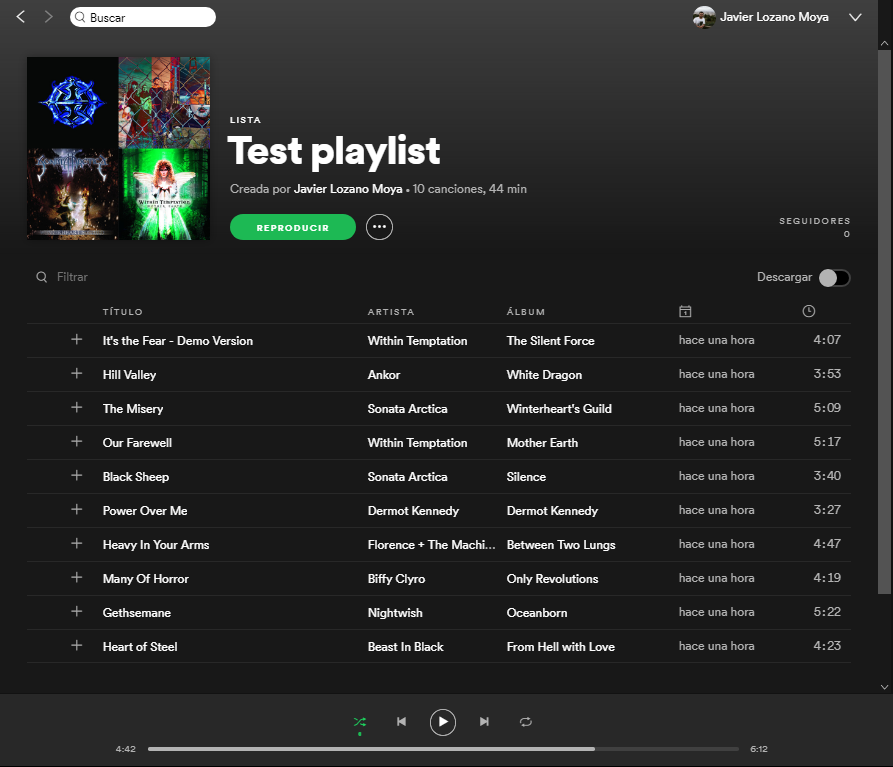 Buscar
Javier Lozano Moya
LISTA
Test playlist
Creada por Javier Lozano Moya • 10 canciones, 44 min
REPRODUCIR
SEGUIDORES
0
Filtrar
Descargar
TÍTULO ARTISTA ÁLBUM
It's the Fear - Demo Version Within Temptation The Silent Force hace una hora 4:07
Hill Valley Ankor White Dragon hace una hora 3:53
The Misery Sonata Arctica Winterheart's Guild hace una hora 5:09
Our Farewell Within Temptation Mother Earth hace una hora 5:17
Black Sheep Sonata Arctica Silence hace una hora 3:40
Power Over Me Dermot Kennedy Dermot Kennedy hace una hora 3:27
Heavy In Your Arms Florence + The Machi... Between Two Lungs hace una hora 4:47
Many Of Horror Biffy Clyro Only Revolutions hace una hora 4:19
Gethsemane Nightwish Oceanborn hace una hora 5:22
Heart of Steel Beast In Black From Hell with Love hace una hora 4:23
4:42 6:12